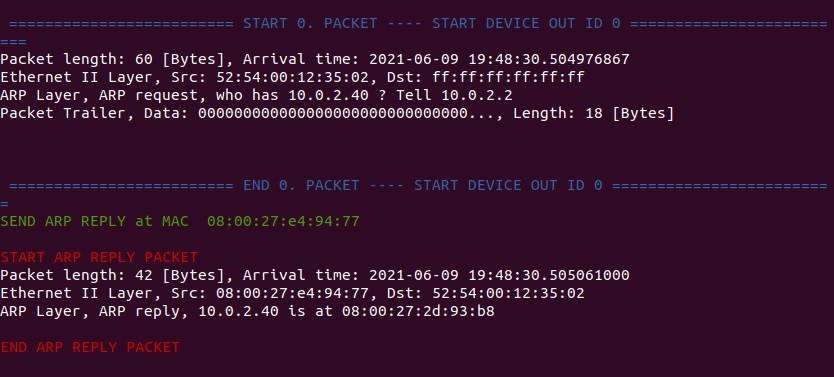 ========================= START 0. PACKET ---- START DEVICE OUT ID 0 ======================
===
Packet length: 60 [Bytes], Arrival time: 2021-06-09 19:48:30.504976867
Ethernet II Layer, Src: 52:54:00:12:35:02, Dst: ff:ff:ff:ff:ff:ff
ARP Layer, ARP request, who has 10.0.2.40 ? Tell 10.0.2.2
Packet Trailer, Data: 000000000000000000000000000000..., Length: 18 [Bytes]
========================= END 0. PACKET ---- START DEVICE OUT ID 0 ========================
=
SEND ARP REPLY at MAC  08:00:27:e4:94:77
START ARP REPLY PACKET
Packet length: 42 [Bytes], Arrival time: 2021-06-09 19:48:30.505061000
Ethernet II Layer, Src: 08:00:27:e4:94:77, Dst: 52:54:00:12:35:02
ARP Layer, ARP reply, 10.0.2.40 is at 08:00:27:2d:93:b8
END ARP REPLY PACKET